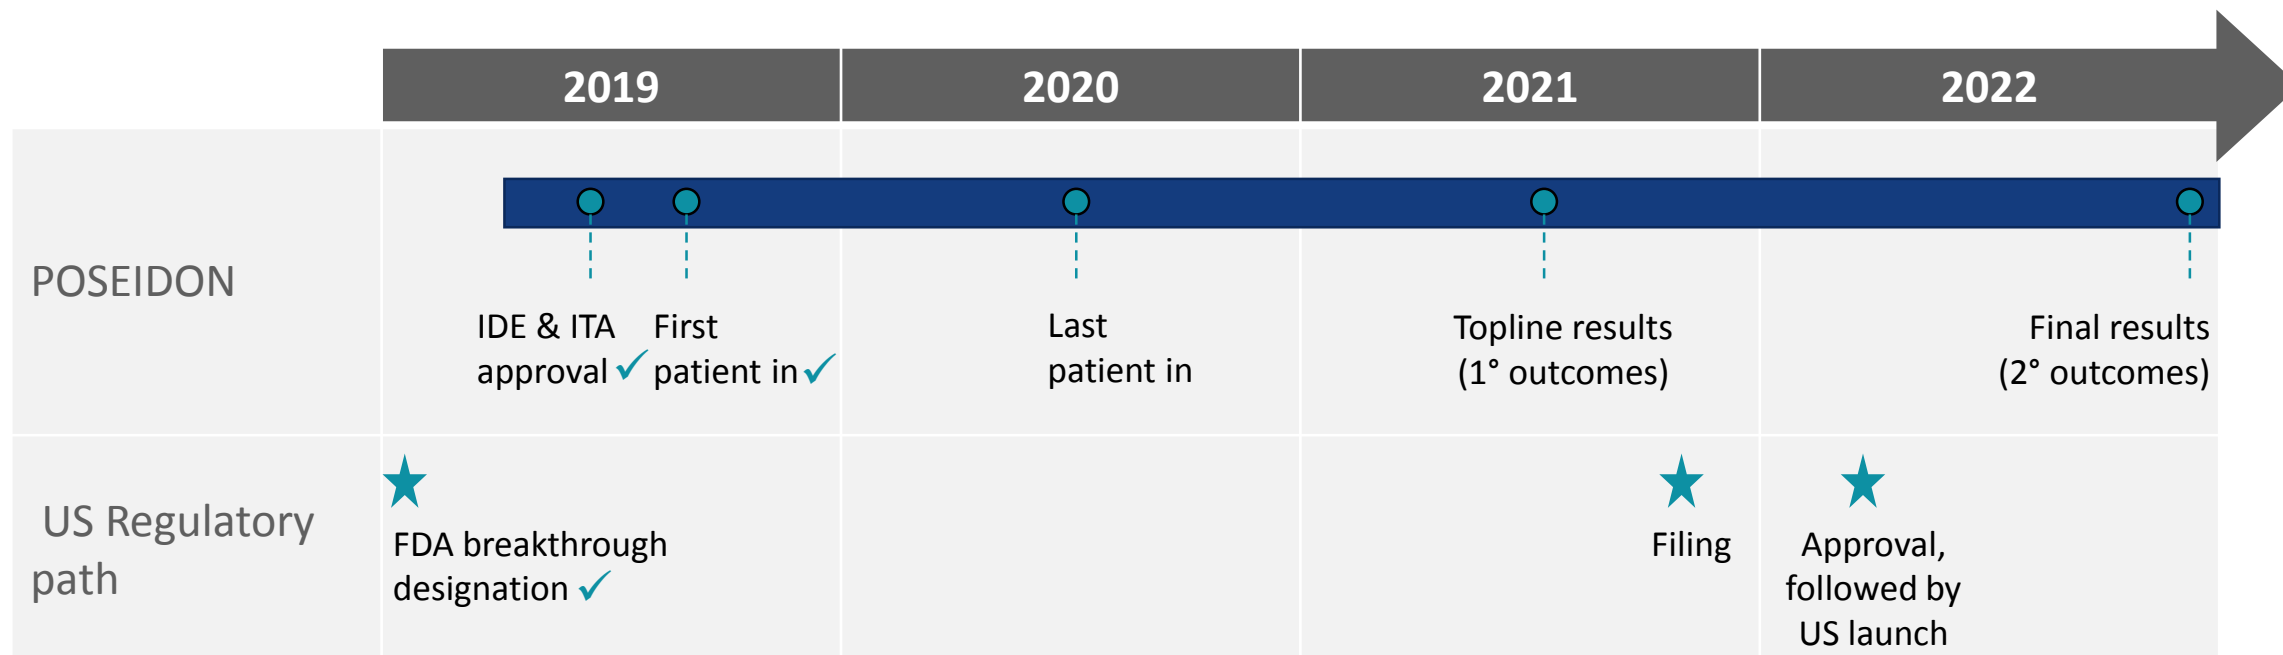 2019
2020
2021
2022
POSEIDON
IDE & ITA
approval ✓
First
patient in ✓
Last
patient in
Topline results
(1° outcomes)
Final results
(2° outcomes)
US Regulatory
path
FDA breakthrough
designation ✓
Filing
Approval,
followed by
US launch